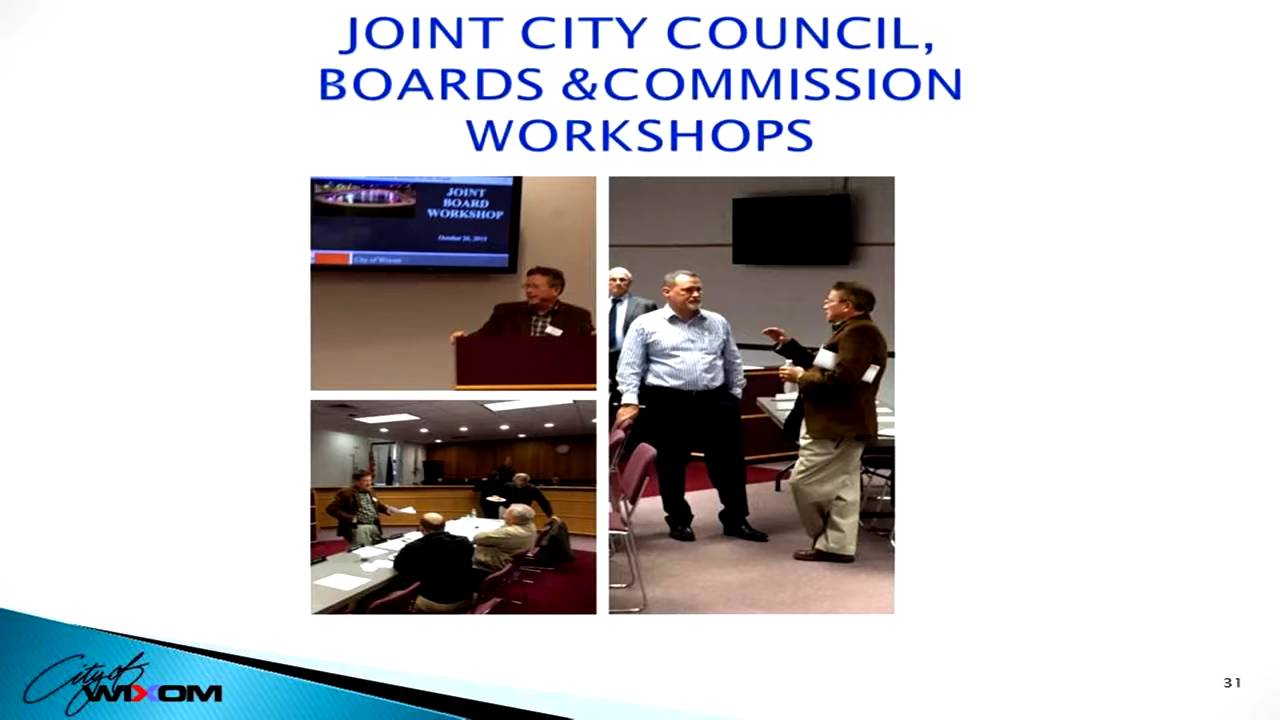 JOINT CITY COUNCIL,
BOARDS &COMMISSION
WORKSHOPS
JOINT
BOARD
WORKSHOP
City of Wixom
City of
WIXOM
31